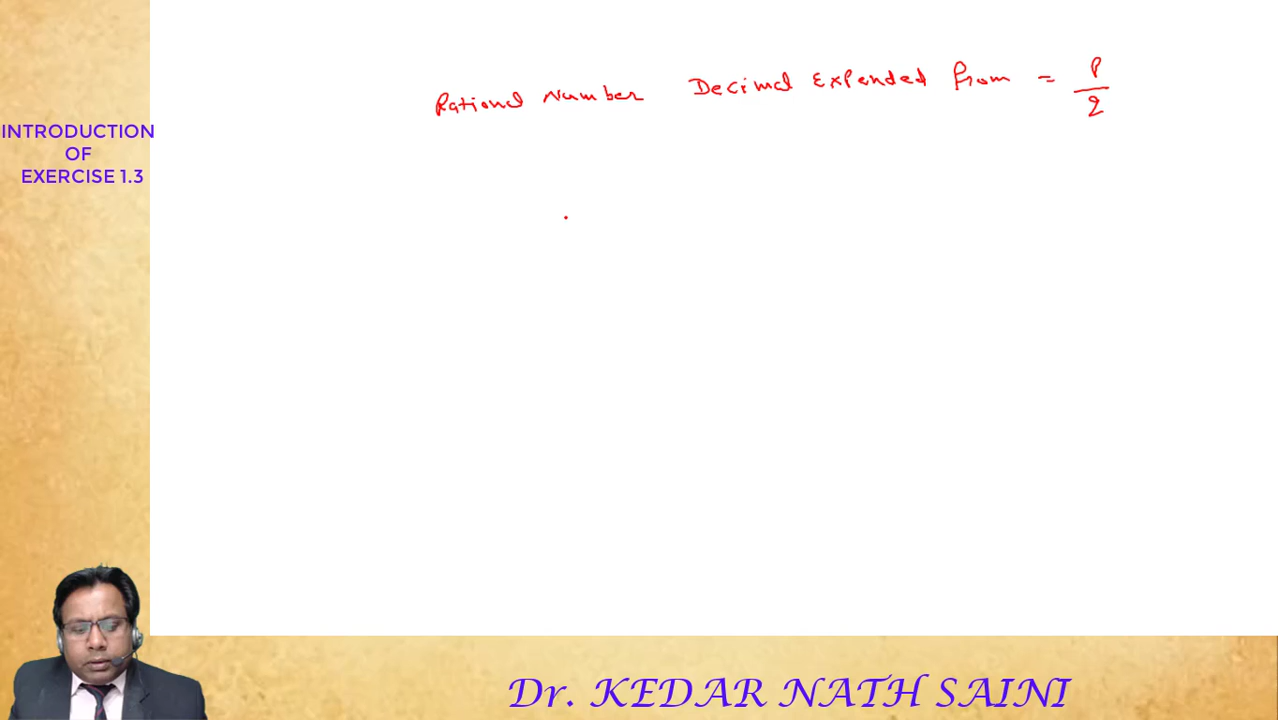 Rational Number Decimal Expended From = P/q
INTRODUCTION
OF
EXERCISE 1.3
Dr. KEDAR NATH SAINI